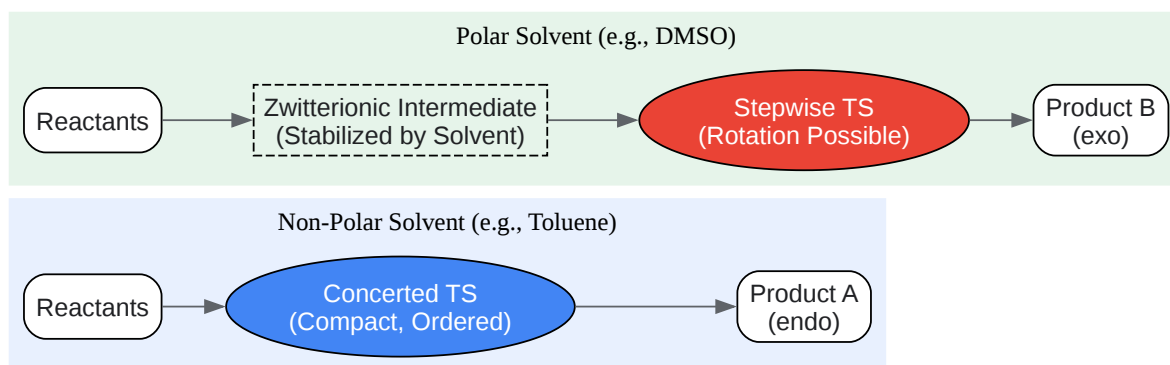 Polar Solvent (e.g., DMSO)
Reactants
Zwitterionic Intermediate
(Stabilized by Solvent)
Stepwise TS
(Rotation Possible)
Product B
(exo)
Non-Polar Solvent (e.g., Toluene)
Reactants
Concerted TS
(Compact, Ordered)
Product A
(endo)